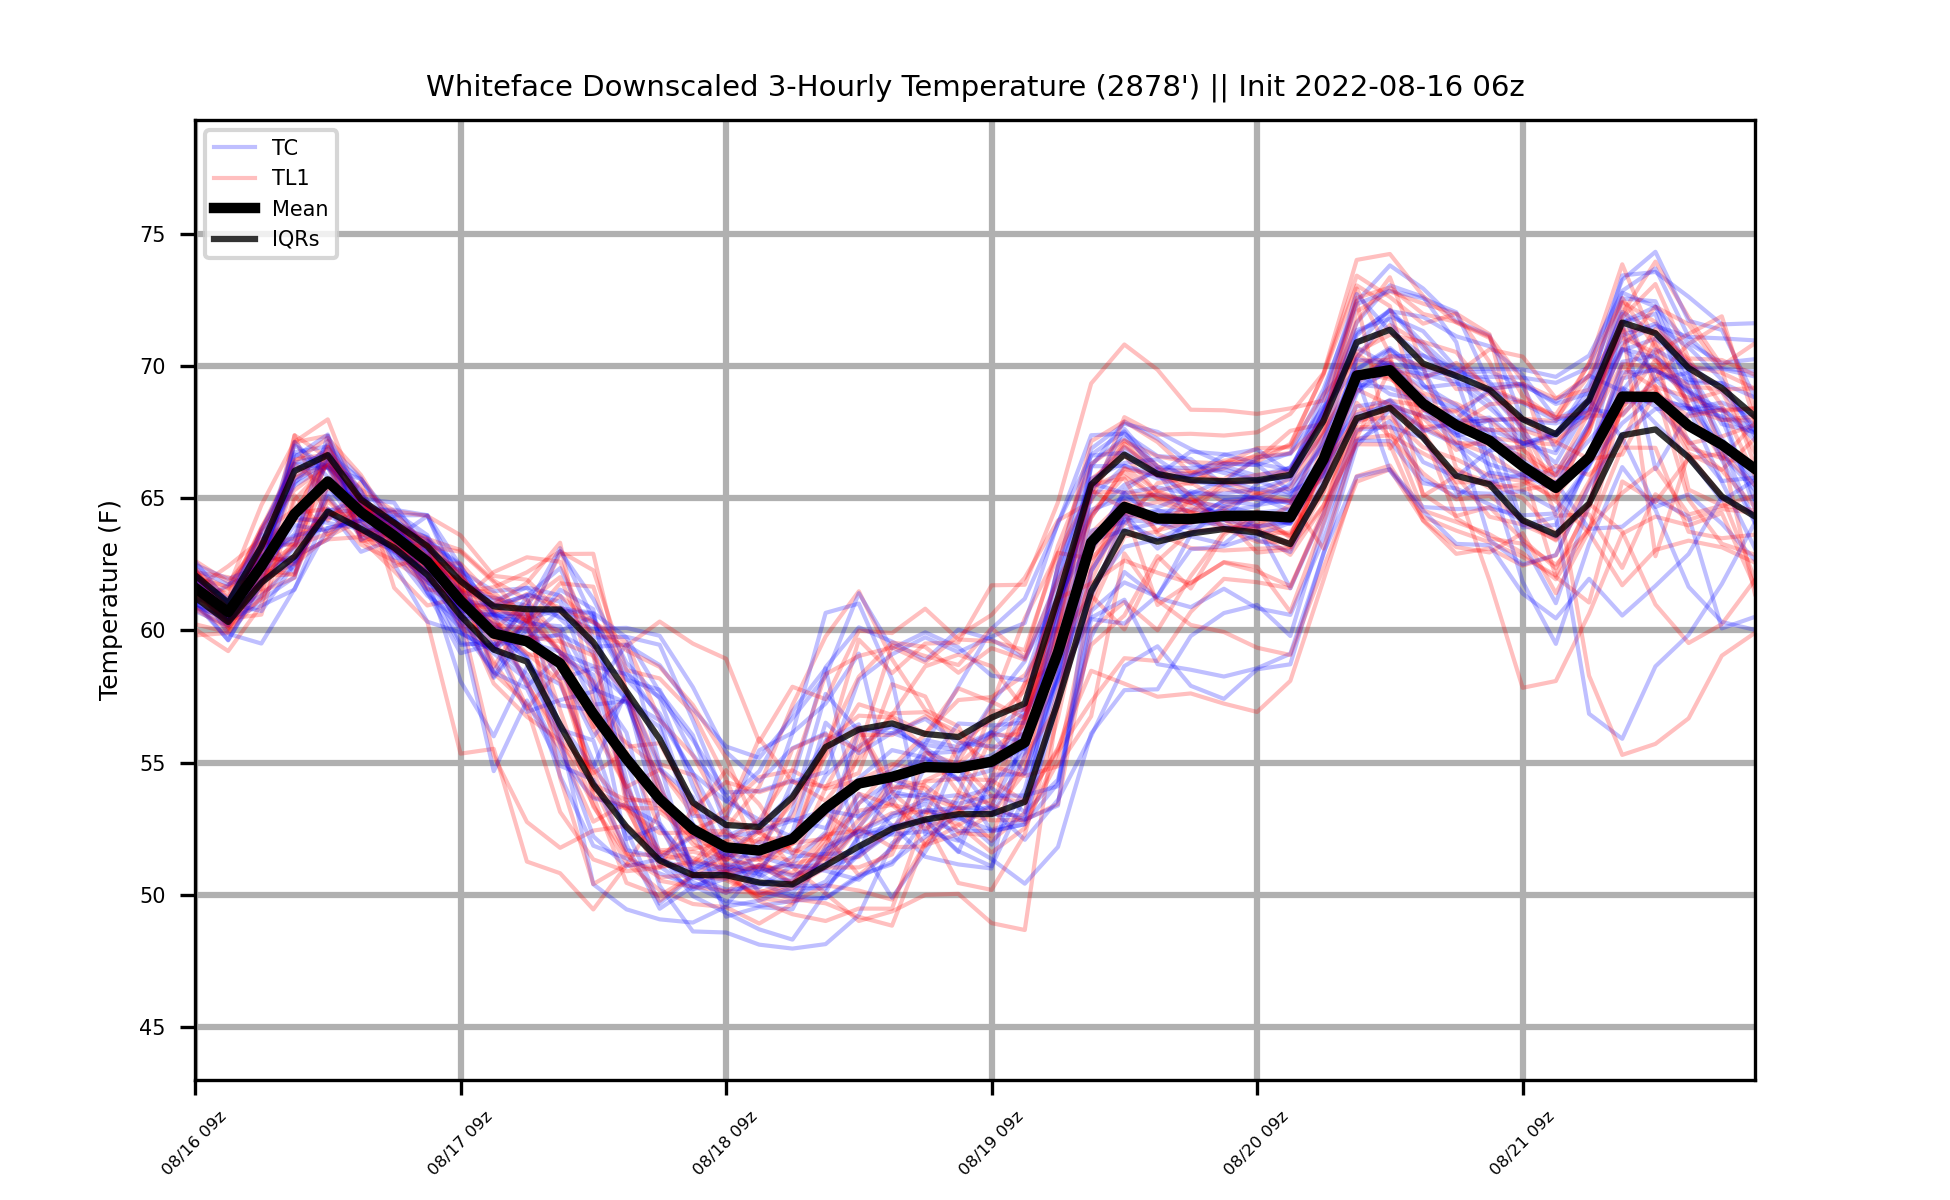 Whiteface Downscaled 3-Hourly Temperature (2878') || Init 2022-08-16 06z
TC
TL1
Mean
IQRs
Temperature (F)
75
70
65
60
55
50
45
08/16 09z
08/17 09z
08/18 09z
08/19 09z
08/20 09z
08/21 09z